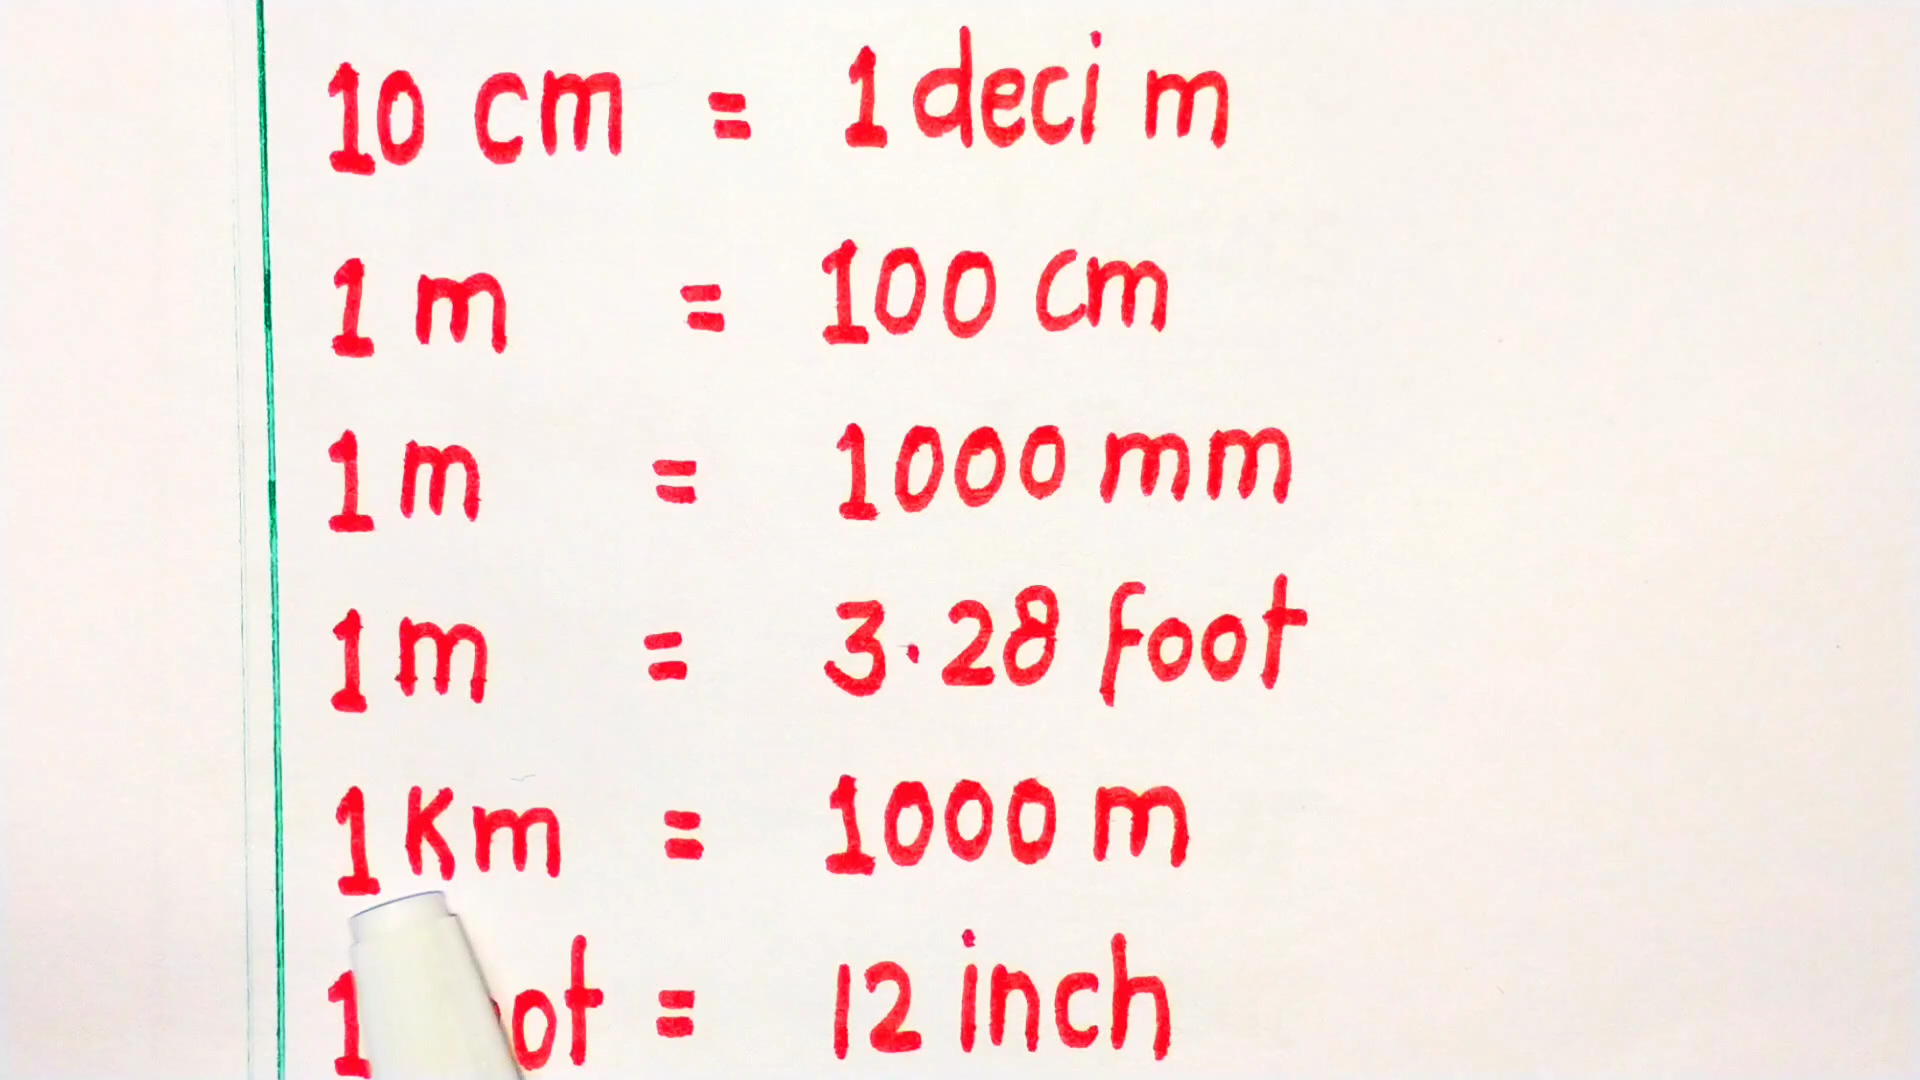 10 cm = 1 deci m
1 m = 100 cm
1 m = 1000 mm
1 m = 3.28 foot
1 Km = 1000 m
1 = 12 inch